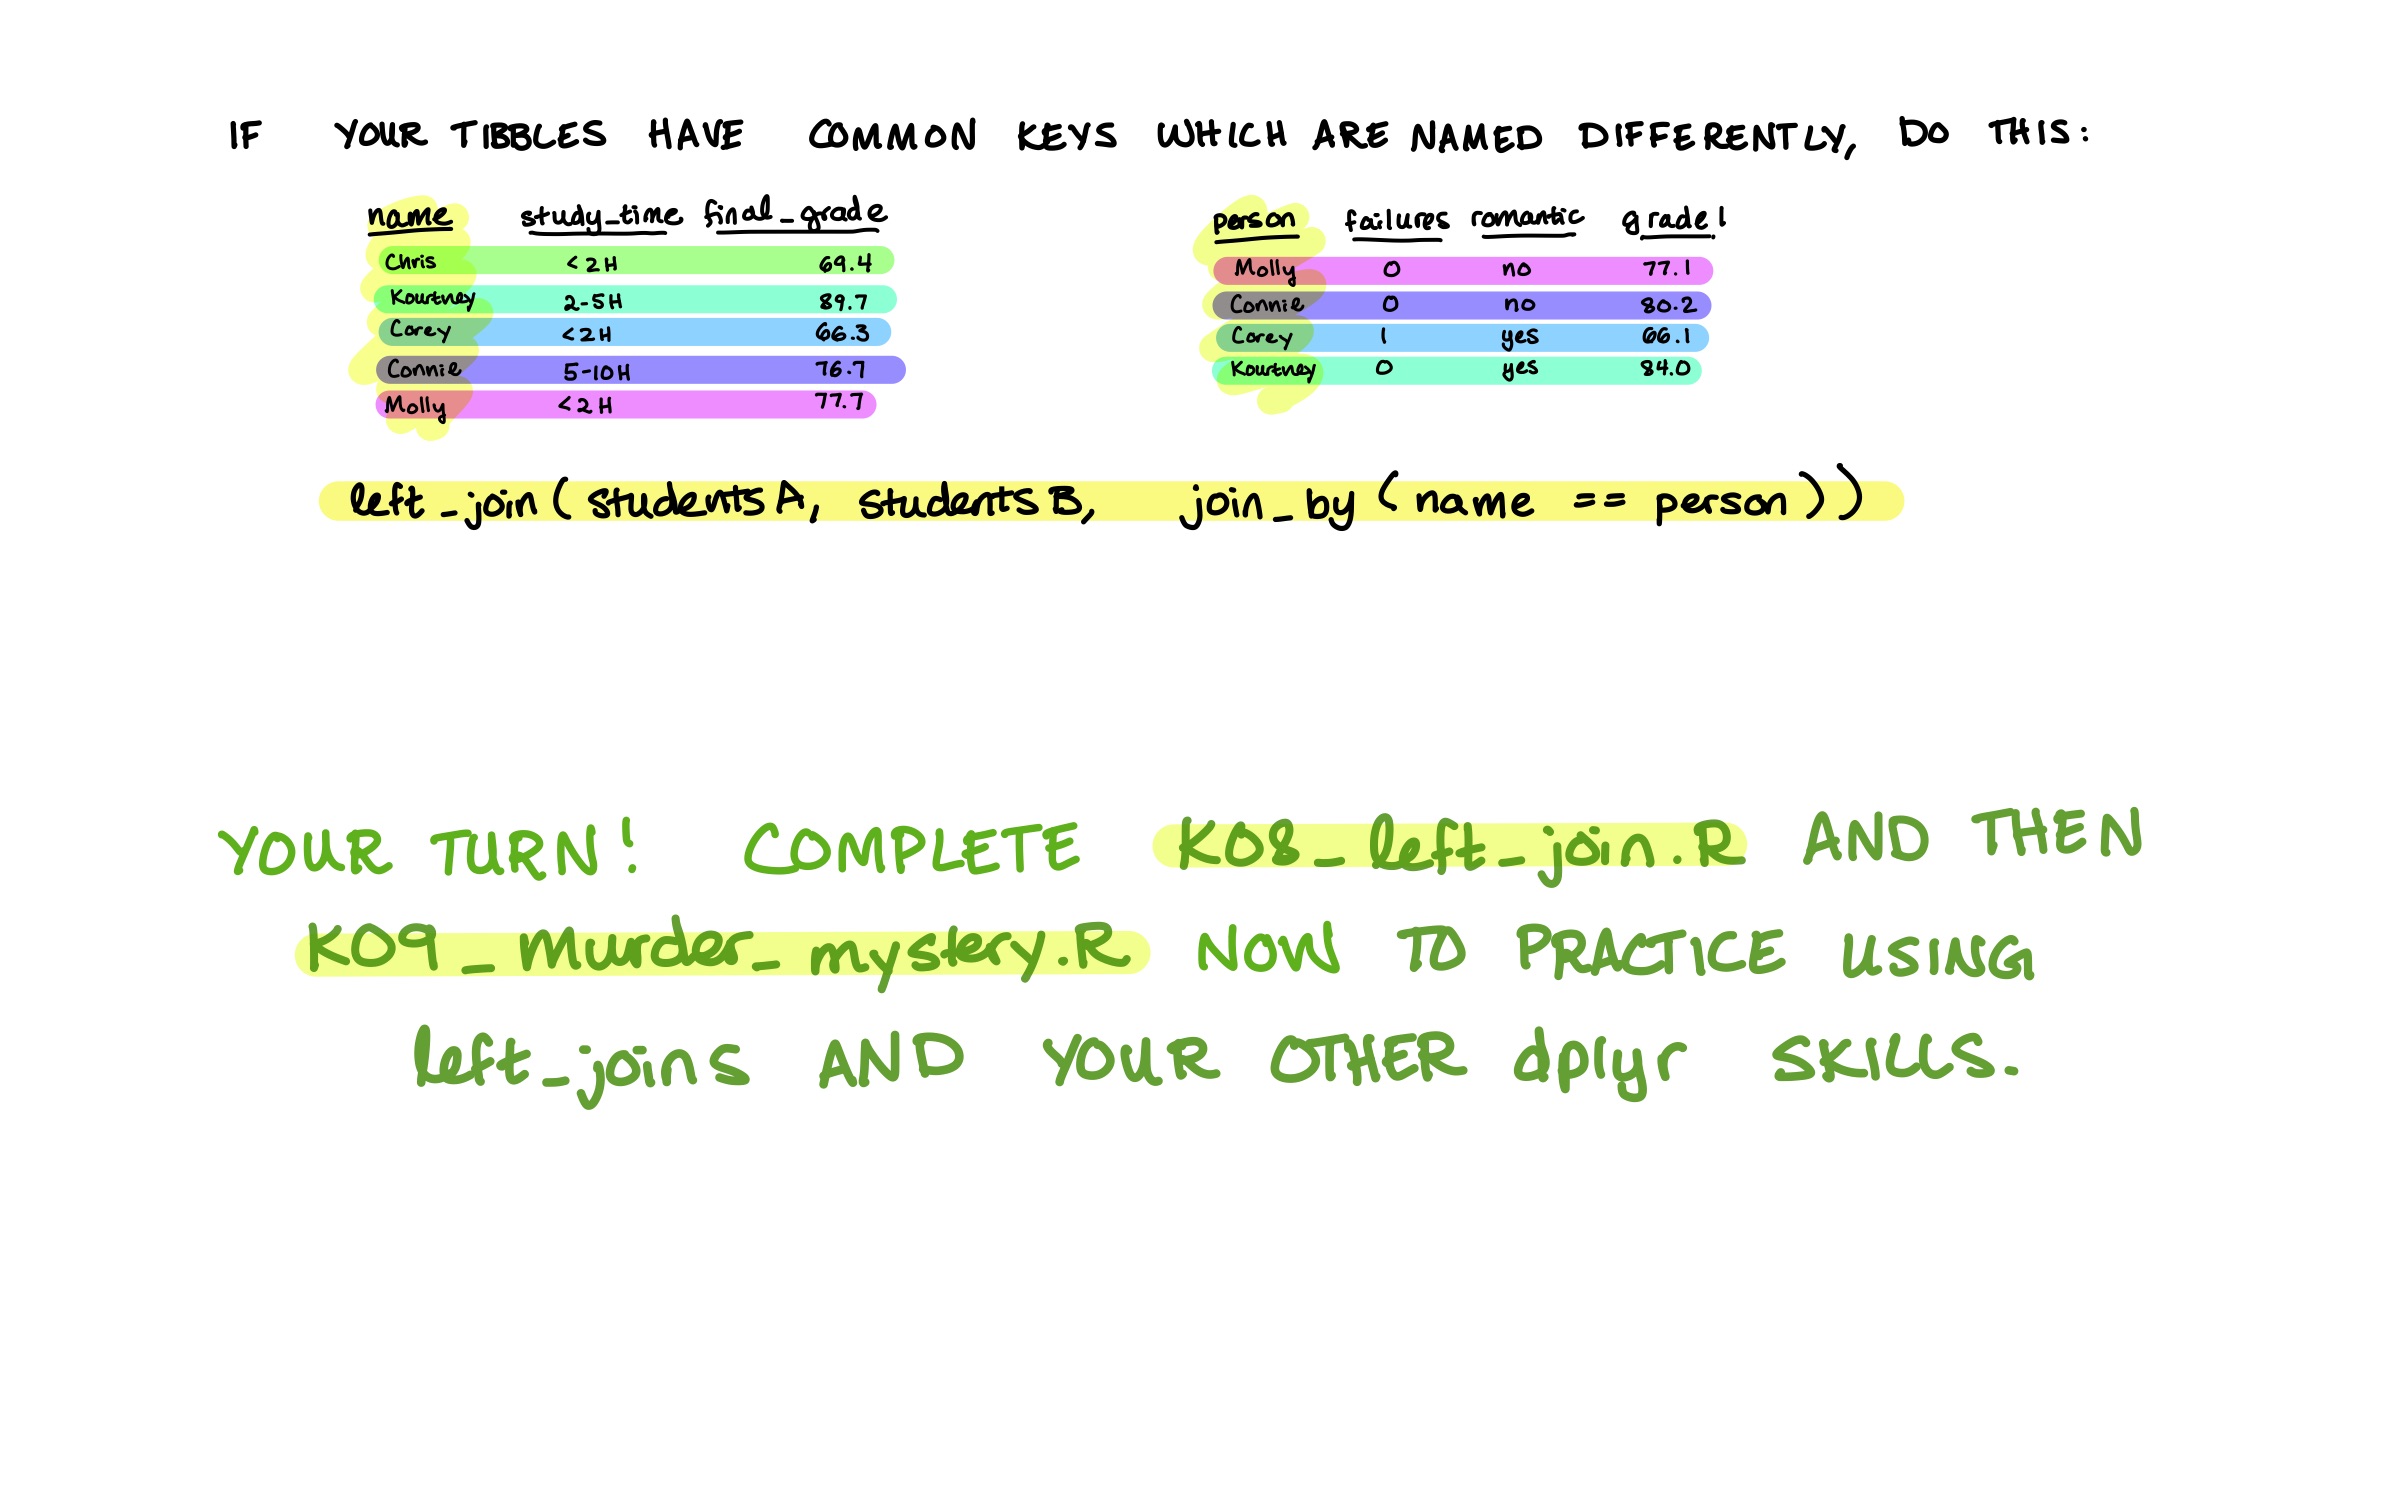 IF YOUR TIBBLES HAVE COMMON KEYS WHICH ARE NAMED DIFFERENTLY, DO THIS:
name study_time final_grade
Chris <2H 69.4
Kourtney 2-5H 89.7
Corey <2H 66.3
Connie 5-10H 76.7
Molly <2H 77.7
person failures romantic grade1
Molly 0 no 77.1
Connie 0 no 80.2
Corey 1 yes 66.1
Kourtney 0 yes 84.0
left_join(studentsA, studentsB, join_by(name == person))
YOUR TURN! COMPLETE K08_left_join.R AND THEN
K09_murder_mystery.R NOW TO PRACTICE USING
left_joins AND YOUR OTHER dplyr SKILLS.